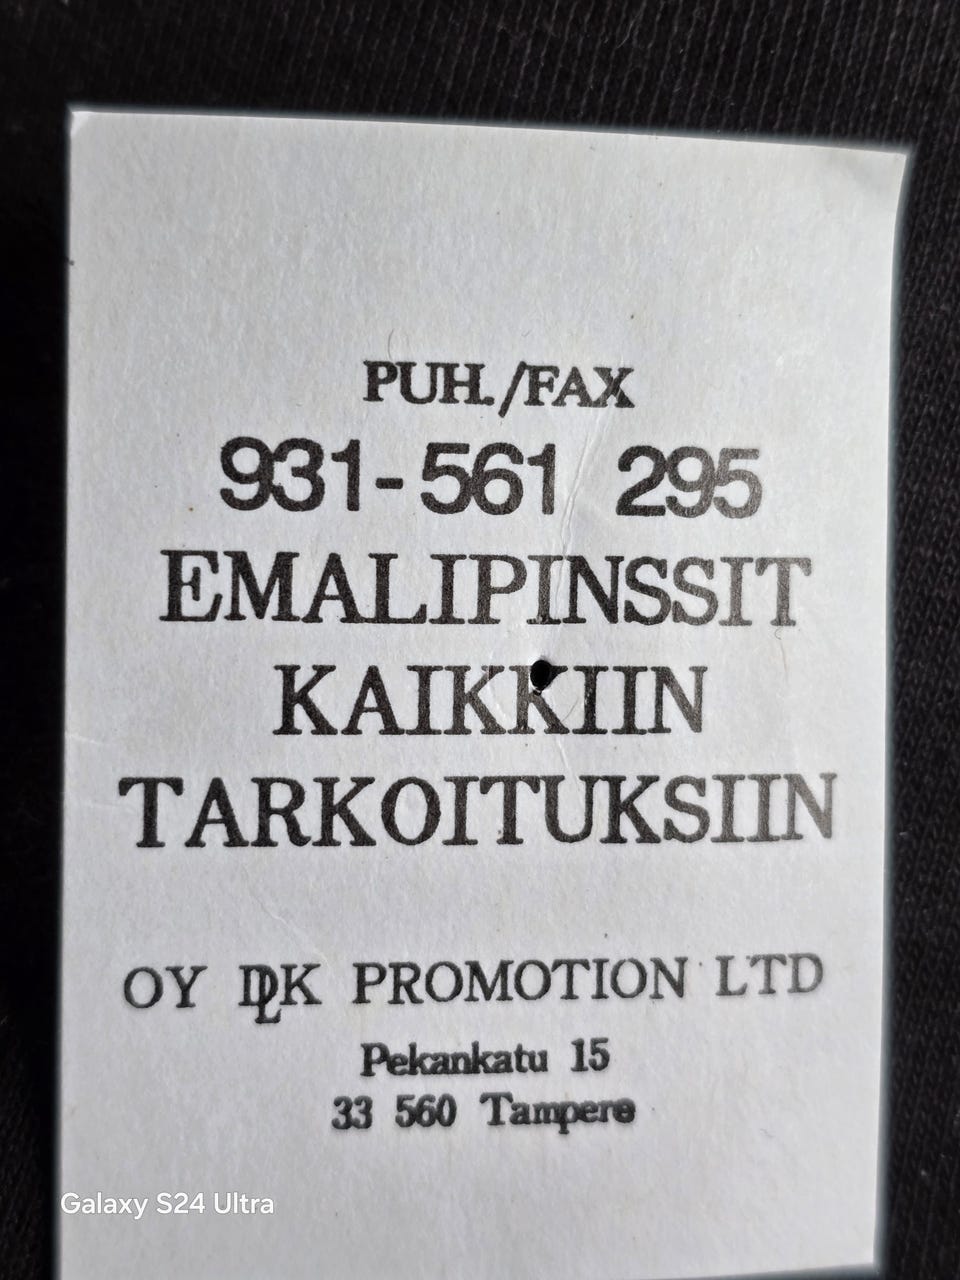 PUH./FAX
931-561 295
EMALIPINSSIT
KAIKKIIN
TARKOITUKSIIN
OY DLK PROMOTION LTD
Pekankatu 15
33 560 Tampere
Galaxy S24 Ultra